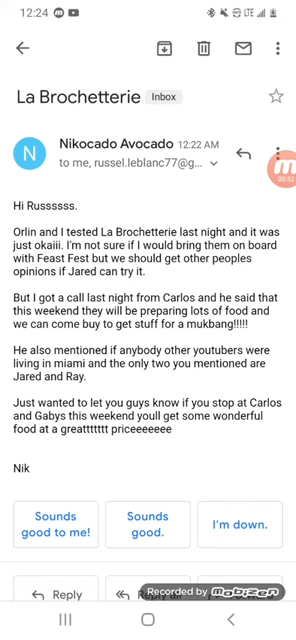 12:24 LTE
La Brochetterie Inbox
N Nikocado Avocado 12:22 AM
to me, russel.leblanc77@g...
00:52
Hi Russssss.
Orlin and I tested La Brochetterie last night and it was
just okaiii. I'm not sure if I would bring them on board
with Feast Fest but we should get other peoples
opinions if Jared can try it.
But I got a call last night from Carlos and he said that
this weekend they will be preparing lots of food and
we can come buy to get stuff for a mukbang!!!!!
He also mentioned if anybody other youtubers were
living in miami and the only two you mentioned are
Jared and Ray.
Just wanted to let you guys know if you stop at Carlos
and Gabys this weekend youll get some wonderful
food at a greattttttt priceeeeeee
Nik
Sounds
good to me!
Sounds
good.
I'm down.
Reply
Reply all
Recorded by Mobizen